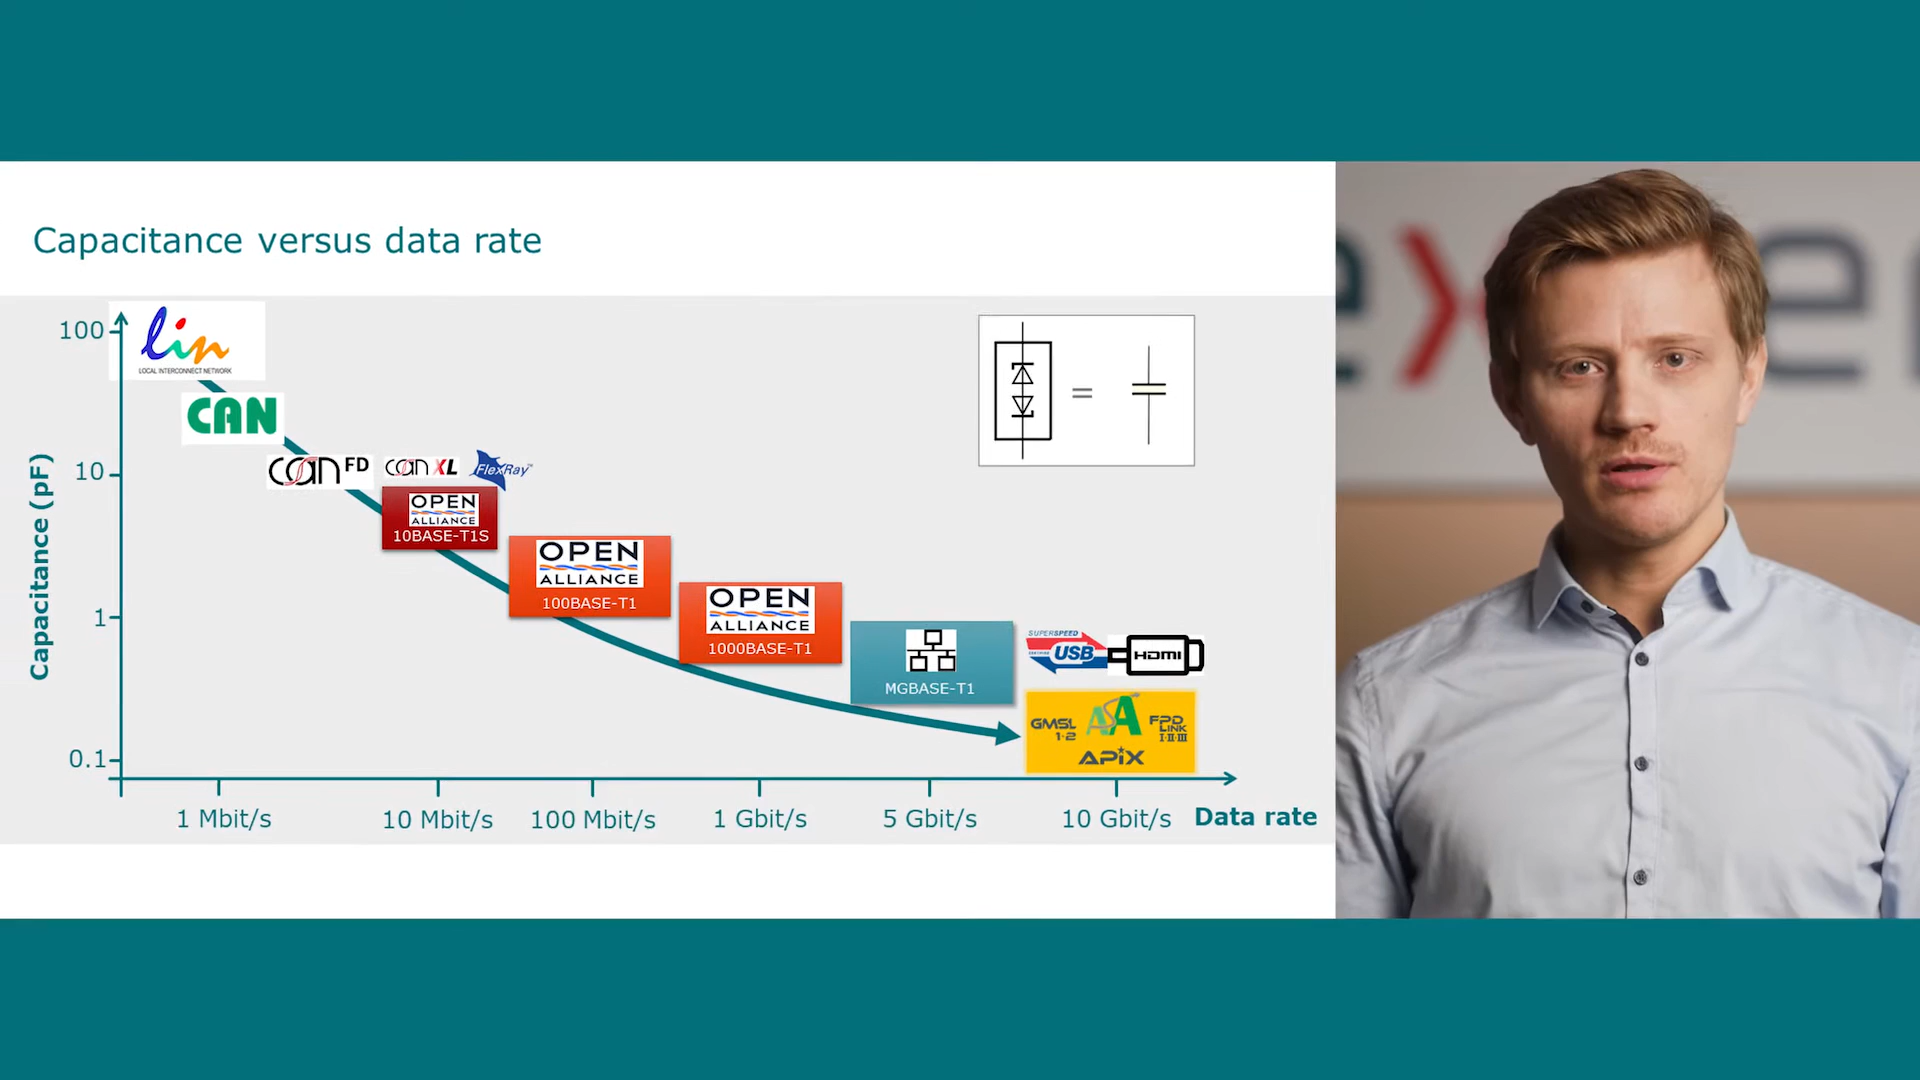 Capacitance versus data rate
100
lin
LOCAL INTERCONNECT NETWORK
CAN
Capacitance (pF)
10
CAN FD
CAN XL
FlexRay™
OPEN
ALLIANCE
10BASE-T1S
OPEN
ALLIANCE
100BASE-T1
OPEN
ALLIANCE
1000BASE-T1
MGBASE-T1
SUPERSPEED
CERTIFIED USB
HDMI
GMSL
1·2
ASA
FPD
LINK
I·II·III
APIX
=
1
0.1
1 Mbit/s
10 Mbit/s
100 Mbit/s
1 Gbit/s
5 Gbit/s
10 Gbit/s
Data rate
exper